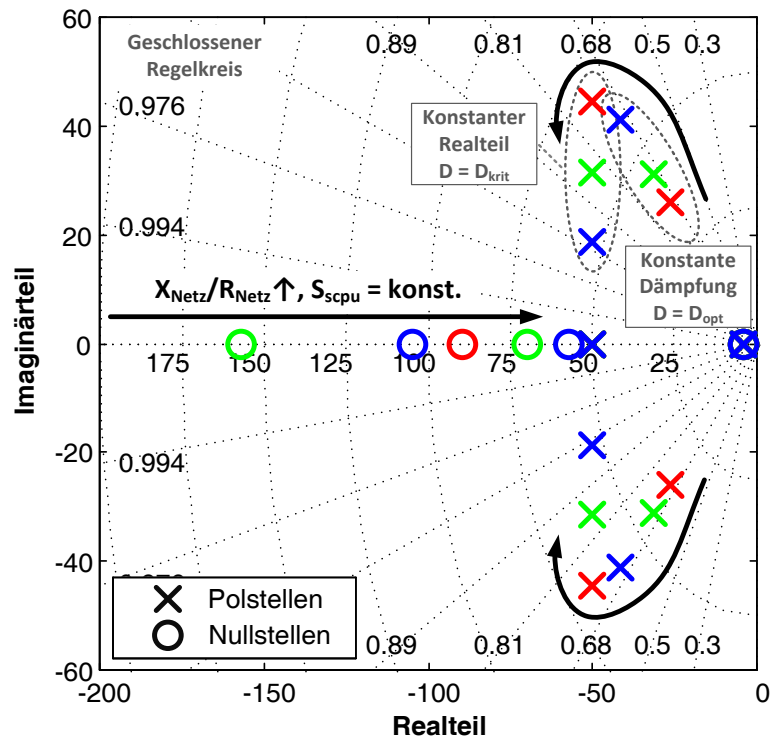 60
Geschlossener
Regelkreis
0.89 0.81 0.68 0.5 0.3
0.976
40
Konstanter
Realteil
D = Dkrit
0.994
20
Konstante
Dämpfung
D = Dopt
XNetz/RNetz↑, Sscpu = konst.
0
175 150 125 100 75 50 25
Imaginärteil
-20
0.994
-40
Polstellen
Nullstellen
0.89 0.81 0.68 0.5 0.3
-60
-200 -150 -100 -50 0
Realteil